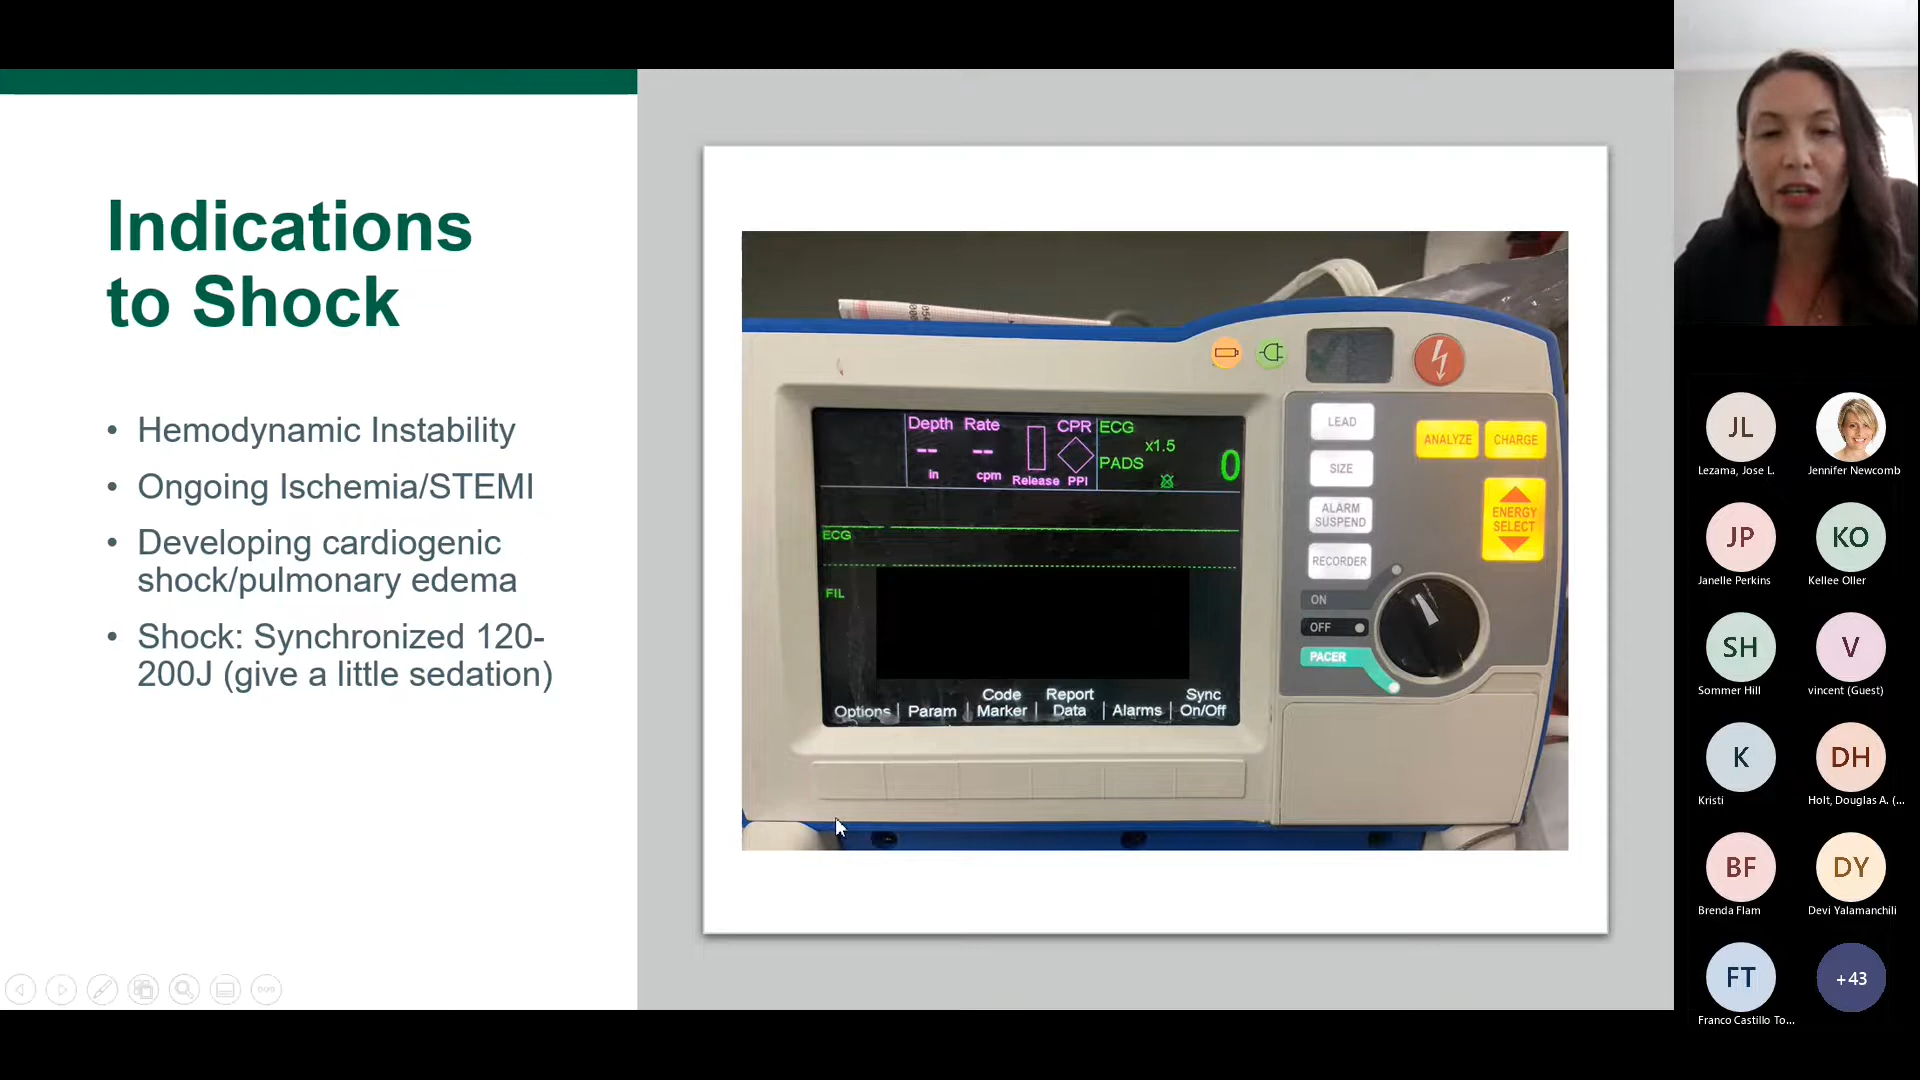 Indications
to Shock
• Hemodynamic Instability
• Ongoing Ischemia/STEMI
• Developing cardiogenic
shock/pulmonary edema
• Shock: Synchronized 120-
200J (give a little sedation)
Depth Rate CPR ECG
x1.5
-- -- PADS 0
in cpm Release PPI
ECG
FIL
Options Param Code Marker Report Data Alarms Sync On/Off
LEAD
SIZE
ALARM
SUSPEND
RECORDER
ANALYZE CHARGE
ENERGY
SELECT
ON
OFF
PACER
JL
Lezama, Jose L.
Jennifer Newcomb
JP
Janelle Perkins
KO
Kellee Oller
SH
Sommer Hill
V
vincent (Guest)
K
Kristi
DH
Holt, Douglas A. (...
BF
Brenda Flam
DY
Devi Yalamanchili
FT
Franco Castillo To...
+43